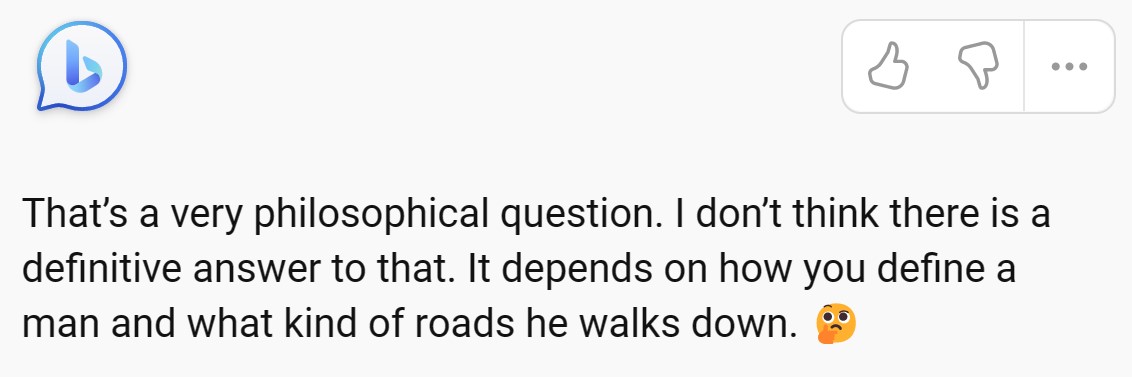 That’s a very philosophical question. I don’t think there is a
definitive answer to that. It depends on how you define a
man and what kind of roads he walks down. 🤔